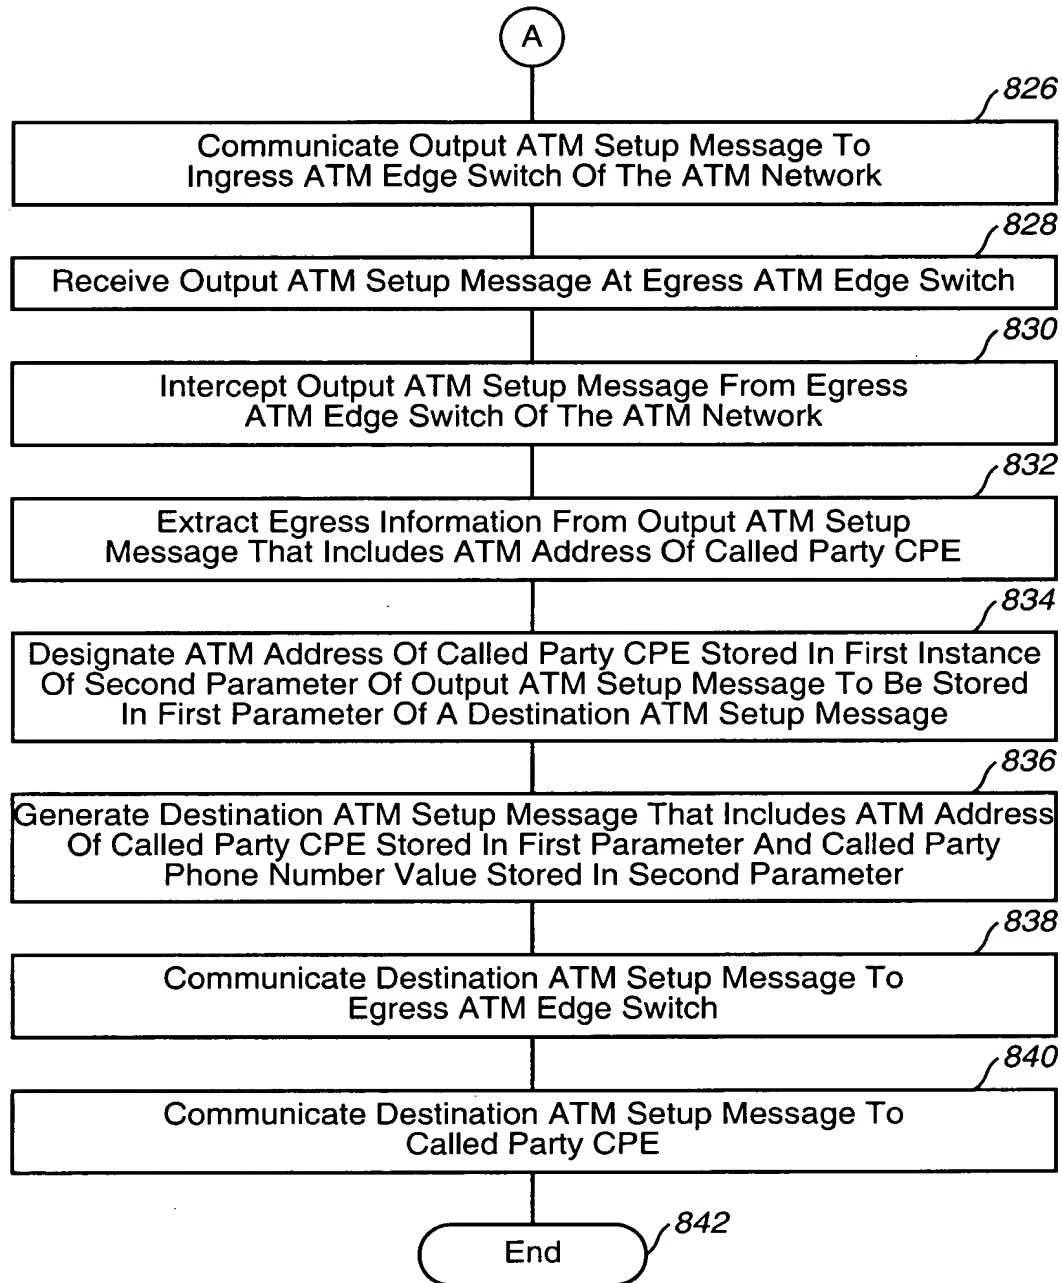 A
826
Communicate Output ATM Setup Message To
Ingress ATM Edge Switch Of The ATM Network
828
Receive Output ATM Setup Message At Egress ATM Edge Switch
830
Intercept Output ATM Setup Message From Egress
ATM Edge Switch Of The ATM Network
832
Extract Egress Information From Output ATM Setup
Message That Includes ATM Address Of Called Party CPE
834
Designate ATM Address Of Called Party CPE Stored In First Instance
Of Second Parameter Of Output ATM Setup Message To Be Stored
In First Parameter Of A Destination ATM Setup Message
836
Generate Destination ATM Setup Message That Includes ATM Address
Of Called Party CPE Stored In First Parameter And Called Party
Phone Number Value Stored In Second Parameter
838
Communicate Destination ATM Setup Message To
Egress ATM Edge Switch
840
Communicate Destination ATM Setup Message To
Called Party CPE
842
End